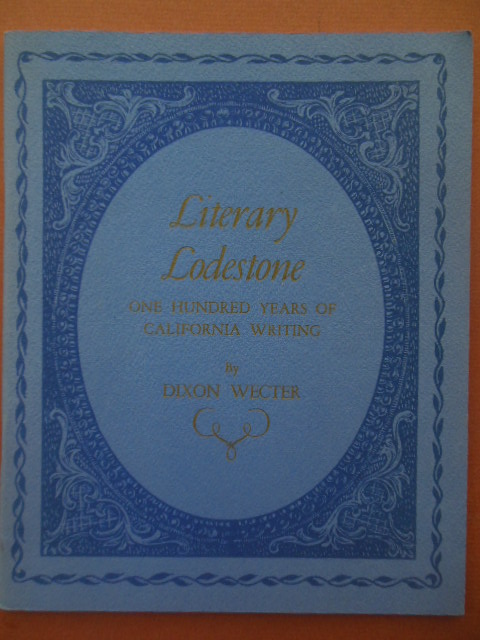 Literary
Lodestone
ONE HUNDRED YEARS OF
CALIFORNIA WRITING
By
DIXON WECTER